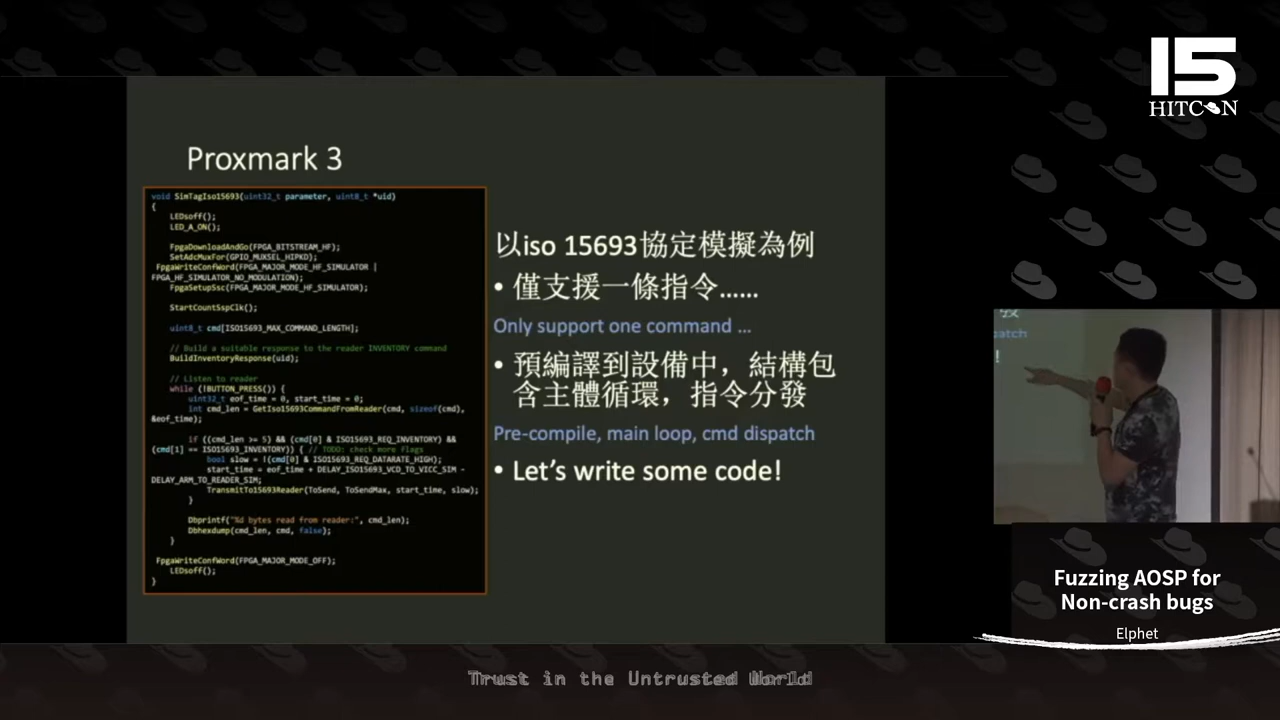 15
HITCON
Proxmark 3
void SimTagIso15693(uint32_t parameter, uint8_t *uid)
{
LEDsoff();
LED_A_ON();
FpgaDownloadAndGo(FPGA_BITSTREAM_HF);
SetAdcMuxFor(GPIO_MUXSEL_HIPKD);
FpgaWriteConfWord(FPGA_MAJOR_MODE_HF_SIMULATOR |
FPGA_HF_SIMULATOR_NO_MODULATION);
FpgaSetupSsc(FPGA_MAJOR_MODE_HF_SIMULATOR);
StartCountSspClk();
uint8_t cmd[ISO15693_MAX_COMMAND_LENGTH];
// Build a suitable response to the reader INVENTORY command
BuildInventoryResponse(uid);
// Listen to reader
while (!BUTTON_PRESS()) {
uint32_t eof_time = 0, start_time = 0;
int cmd_len = GetIso15693CommandFromReader(cmd, sizeof(cmd),
&eof_time);
if ((cmd_len >= 5) && (cmd[0] & ISO15693_REQ_INVENTORY) &&
(cmd[1] == ISO15693_INVENTORY)) { // TODO: check more flags
bool slow = !(cmd[0] & ISO15693_REQ_DATARATE_HIGH);
start_time = eof_time + DELAY_ISO15693_VCD_TO_VICC_SIM -
DELAY_ARM_TO_READER_SIM;
TransmitTo15693Reader(ToSend, ToSendMax, start_time, slow);
}
Dbprintf("%d bytes read from reader:", cmd_len);
Dbhexdump(cmd_len, cmd, false);
}
FpgaWriteConfWord(FPGA_MAJOR_MODE_OFF);
LEDsoff();
}
以iso 15693協定模擬為例
• 僅支援一條指令......
Only support one command ...
• 預編譯到設備中，結構包
含主體循環，指令分發
Pre-compile, main loop, cmd dispatch
• Let's write some code!
atch
!
Fuzzing AOSP for
Non-crash bugs
Elphet
Trust in the Untrusted World